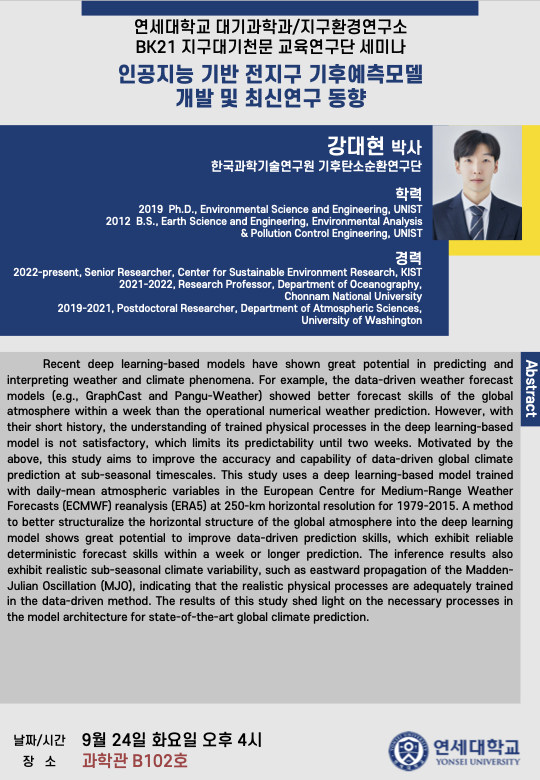 연세대학교 대기과학과/지구환경연구소
BK21 지구대기천문 교육연구단 세미나
인공지능 기반 전지구 기후예측모델
개발 및 최신연구 동향
강대현 박사
한국과학기술연구원 기후탄소순환연구단
학력
2019 Ph.D., Environmental Science and Engineering, UNIST
2012 B.S., Earth Science and Engineering, Environmental Analysis
& Pollution Control Engineering, UNIST
경력
2022-present, Senior Researcher, Center for Sustainable Environment Research, KIST
2021-2022, Research Professor, Department of Oceanography,
Chonnam National University
2019-2021, Postdoctoral Researcher, Department of Atmospheric Sciences,
University of Washington
Abstract
Recent deep learning-based models have shown great potential in predicting and
interpreting weather and climate phenomena. For example, the data-driven weather forecast
models (e.g., GraphCast and Pangu-Weather) showed better forecast skills of the global
atmosphere within a week than the operational numerical weather prediction. However, with
their short history, the understanding of trained physical processes in the deep learning-based
model is not satisfactory, which limits its predictability until two weeks. Motivated by the
above, this study aims to improve the accuracy and capability of data-driven global climate
prediction at sub-seasonal timescales. This study uses a deep learning-based model trained
with daily-mean atmospheric variables in the European Centre for Medium-Range Weather
Forecasts (ECMWF) reanalysis (ERA5) at 250-km horizontal resolution for 1979-2015. A method
to better structuralize the horizontal structure of the global atmosphere into the deep learning
model shows great potential to improve data-driven prediction skills, which exhibit reliable
deterministic forecast skills within a week or longer prediction. The inference results also
exhibit realistic sub-seasonal climate variability, such as eastward propagation of the Madden-
Julian Oscillation (MJO), indicating that the realistic physical processes are adequately trained
in the data-driven method. The results of this study shed light on the necessary processes in
the model architecture for state-of-the-art global climate prediction.
날짜/시간 9월 24일 화요일 오후 4시
장 소 과학관 B102호
연세대학교
YONSEI UNIVERSITY